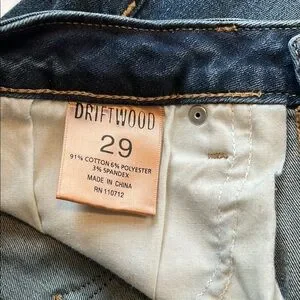 DRIFTWOOD
29
91% COTTON 6% POLYESTER
3% SPANDEX
MADE IN CHINA
RN 110712